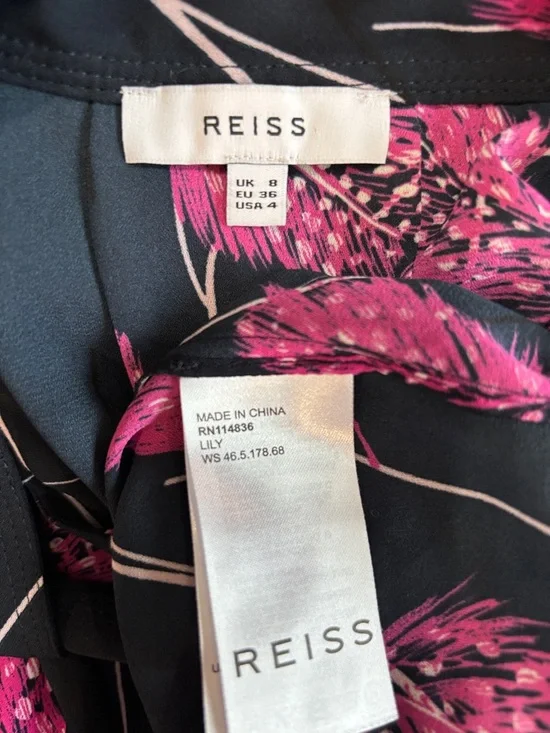 REISS
UK 8
EU 36
USA 4
MADE IN CHINA
RN114836
LILY
WS 46.5.178.68
REISS